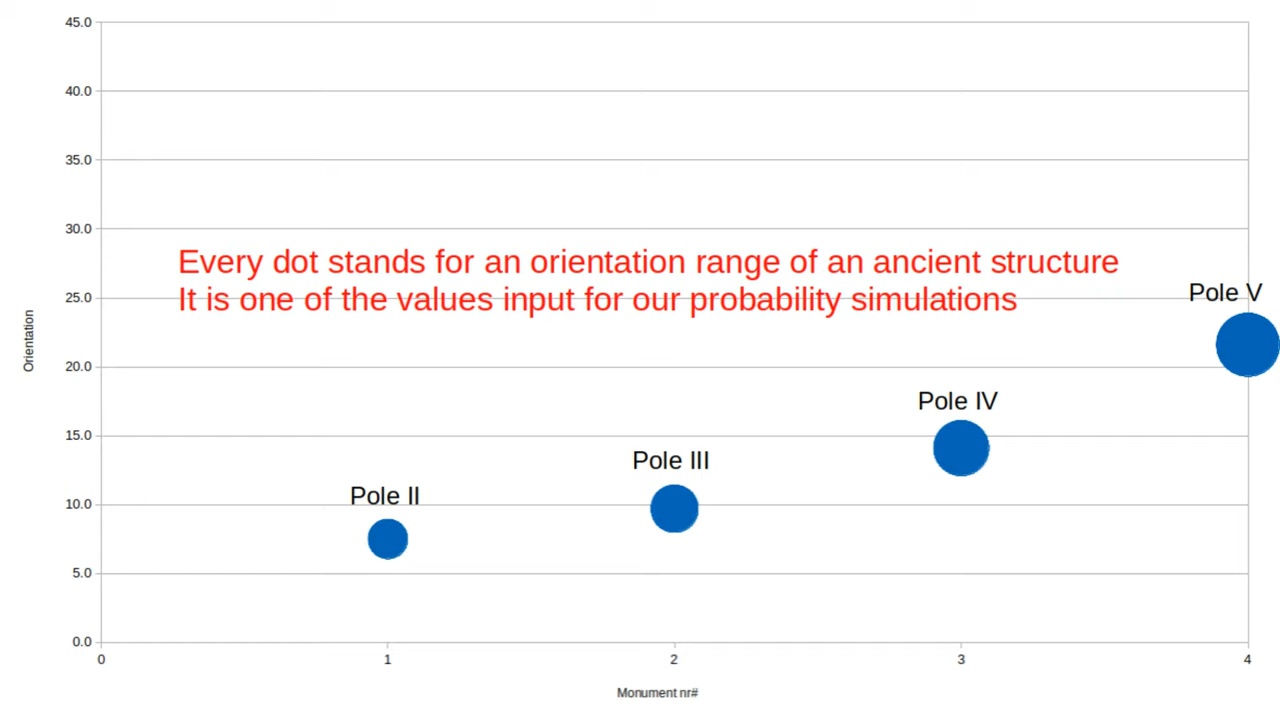 45.0
40.0
35.0
30.0
Every dot stands for an orientation range of an ancient structure
It is one of the values input for our probability simulations
25.0
Pole V
Orientation
20.0
Pole IV
15.0
Pole III
Pole II
10.0
5.0
0.0
0 1 2 3 4
Monument nr#